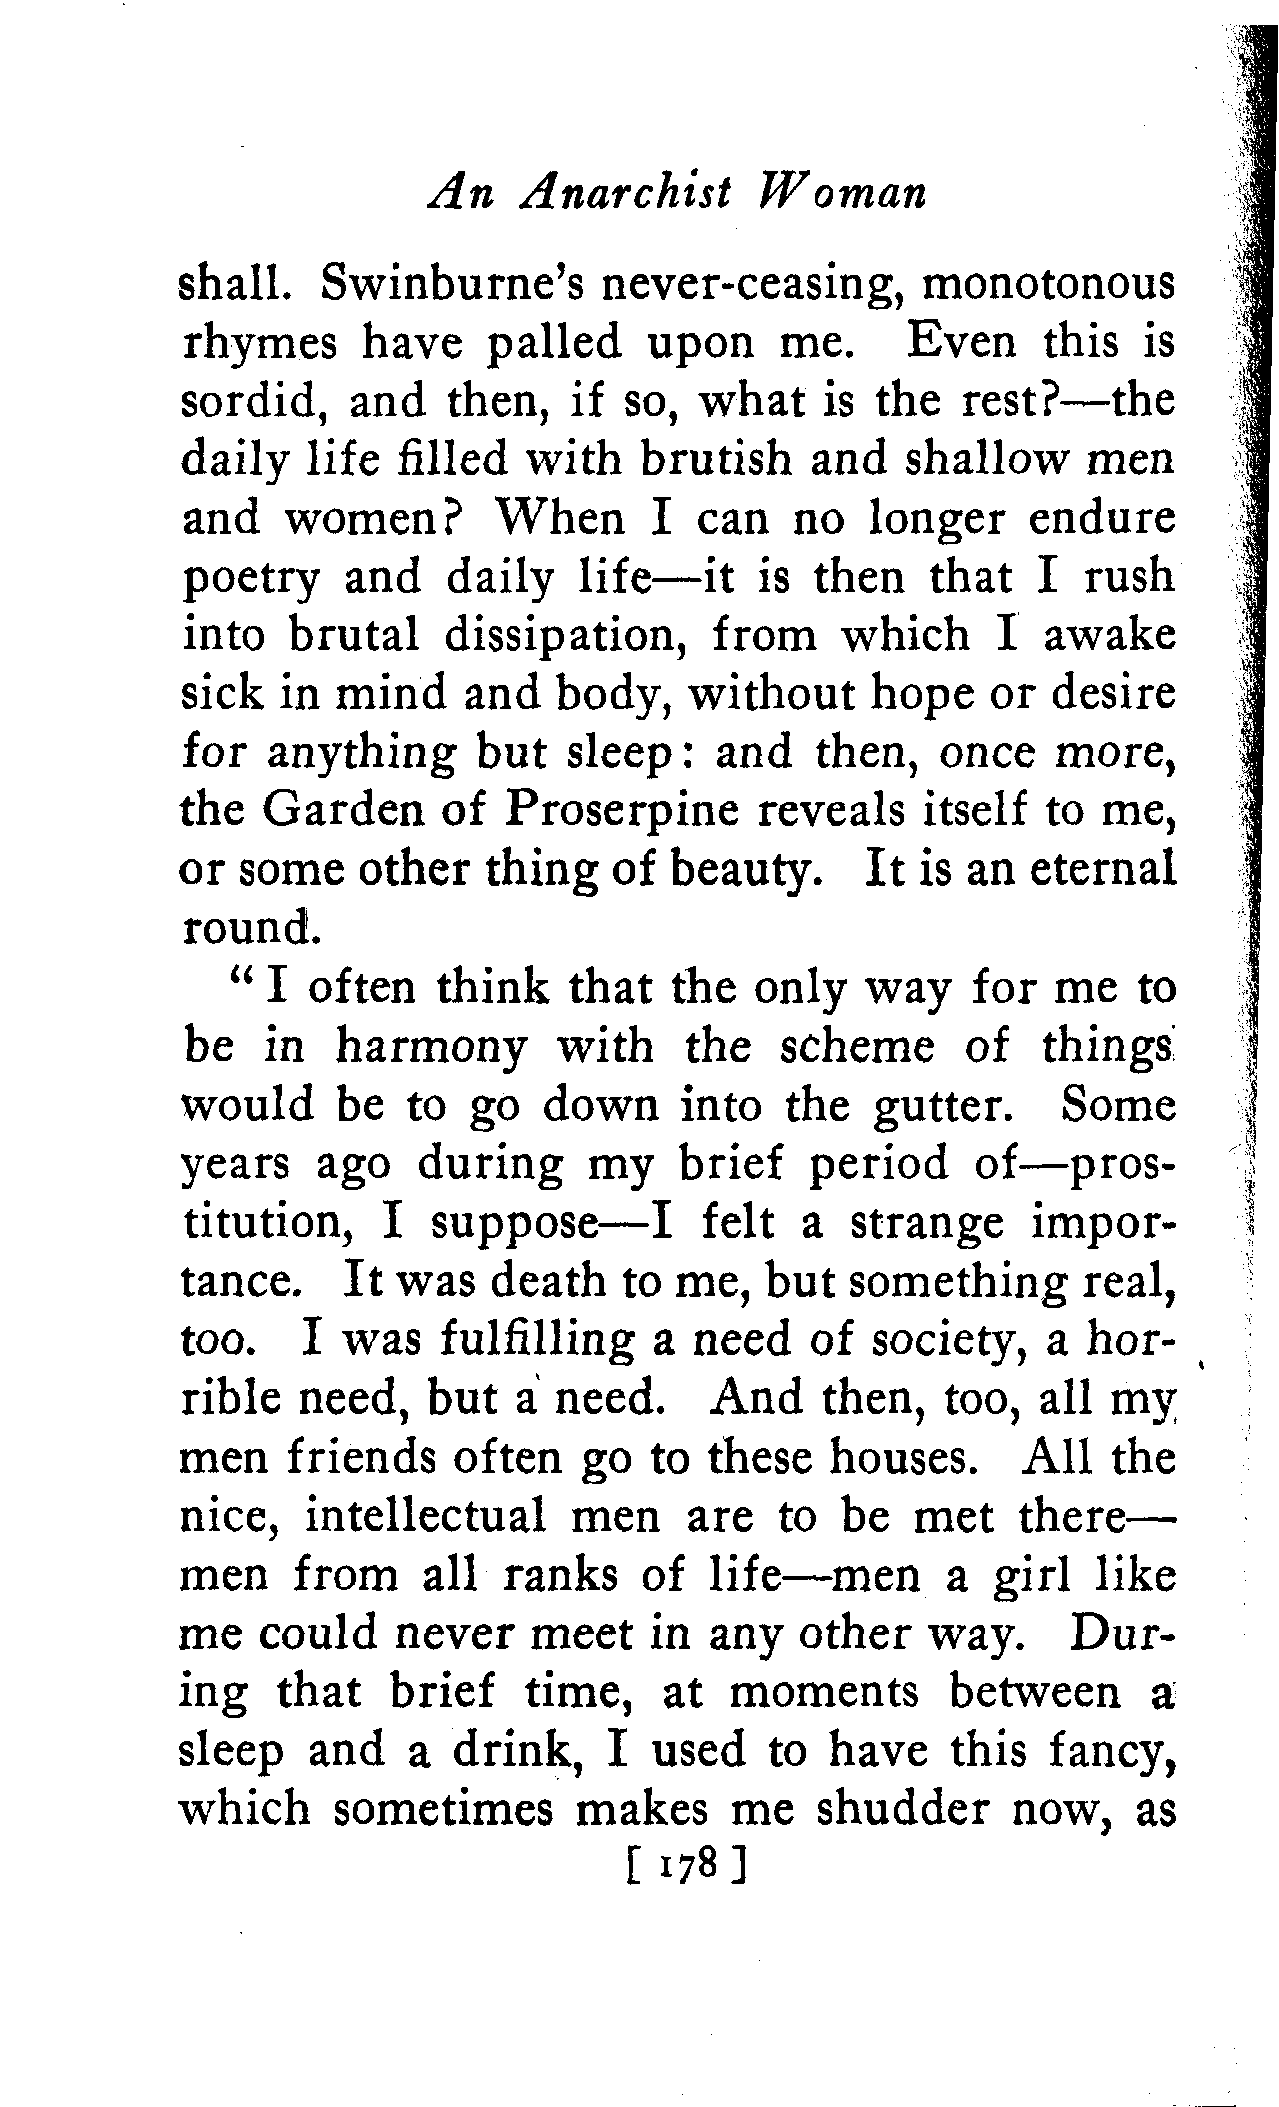 An Anarchist Woman
shall. Swinburne's never-ceasing, monotonous
rhymes have palled upon me. Even this is
sordid, and then, if so, what is the rest?—the
daily life filled with brutish and shallow men
and women? When I can no longer endure
poetry and daily life—it is then that I rush
into brutal dissipation, from which I awake
sick in mind and body, without hope or desire
for anything but sleep: and then, once more,
the Garden of Proserpine reveals itself to me,
or some other thing of beauty. It is an eternal
round.
“I often think that the only way for me to
be in harmony with the scheme of things
would be to go down into the gutter. Some
years ago during my brief period of—pros-
titution, I suppose—I felt a strange impor-
tance. It was death to me, but something real,
too. I was fulfilling a need of society, a hor-
rible need, but a need. And then, too, all my
men friends often go to these houses. All the
nice, intellectual men are to be met there—
men from all ranks of life—men a girl like
me could never meet in any other way. Dur-
ing that brief time, at moments between a
sleep and a drink, I used to have this fancy,
which sometimes makes me shudder now, as
[ 178 ]